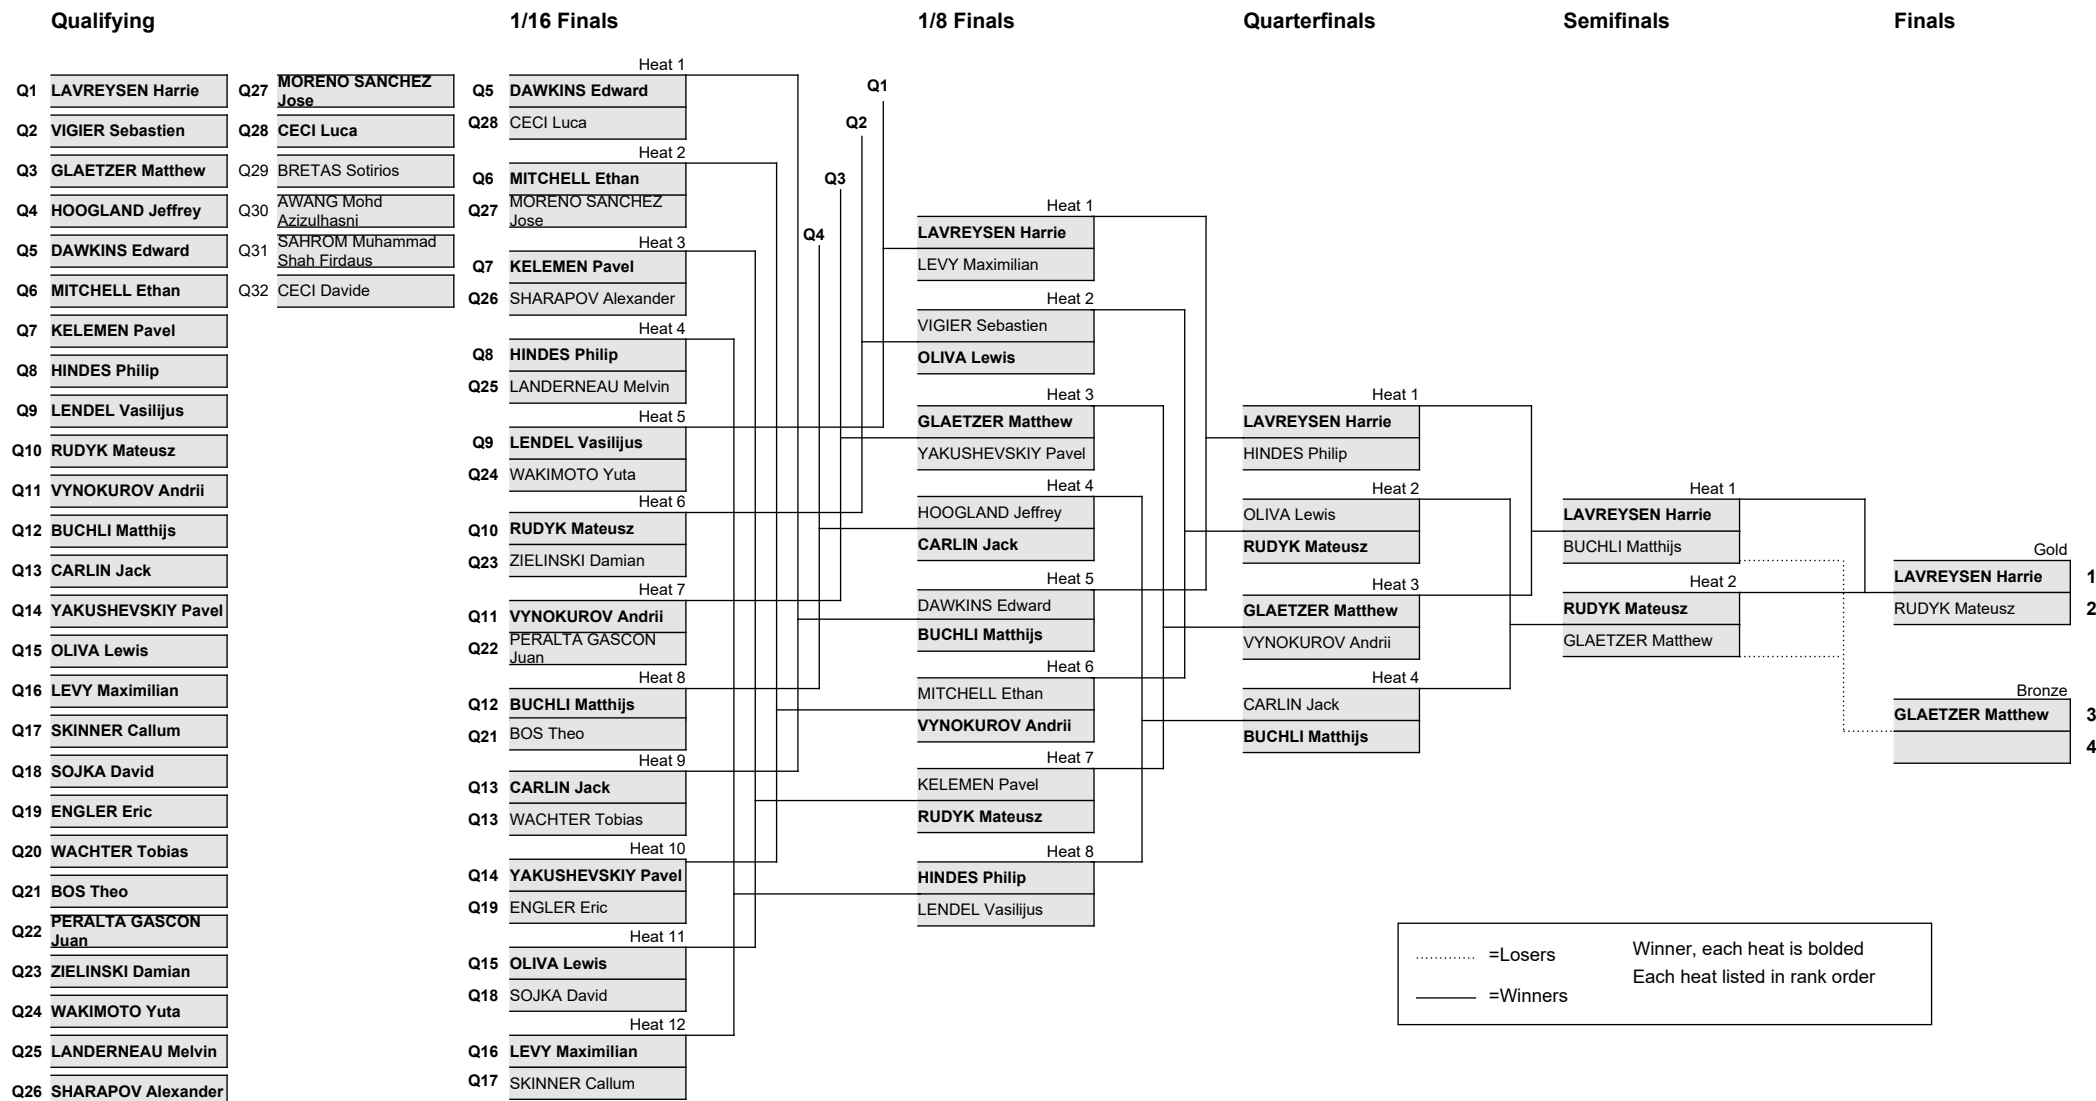 Qualifying
1/16 Finals
1/8 Finals
Quarterfinals
Semifinals
Finals
Q1 LAVREYSEN Harrie
Q2 VIGIER Sebastien
Q3 GLAETZER Matthew
Q4 HOOGLAND Jeffrey
Q5 DAWKINS Edward
Q6 MITCHELL Ethan
Q7 KELEMEN Pavel
Q8 HINDES Philip
Q9 LENDEL Vasilijus
Q10 RUDYK Mateusz
Q11 VYNOKUROV Andrii
Q12 BUCHLI Matthijs
Q13 CARLIN Jack
Q14 YAKUSHEVSKIY Pavel
Q15 OLIVA Lewis
Q16 LEVY Maximilian
Q17 SKINNER Callum
Q18 SOJKA David
Q19 ENGLER Eric
Q20 WACHTER Tobias
Q21 BOS Theo
Q22 PERALTA GASCON
Juan
Q23 ZIELINSKI Damian
Q24 WAKIMOTO Yuta
Q25 LANDERNEAU Melvin
Q26 SHARAPOV Alexander
Q27 MORENO SANCHEZ
Jose
Q28 CECI Luca
Q29 BRETAS Sotirios
Q30 AWANG Mohd
Azizulhasni
Q31 SAHROM Muhammad
Shah Firdaus
Q32 CECI Davide
Heat 1
Q5 DAWKINS Edward
Q28 CECI Luca
Heat 2
Q6 MITCHELL Ethan
Q27 MORENO SANCHEZ
Jose
Heat 3
Q7 KELEMEN Pavel
Q26 SHARAPOV Alexander
Heat 4
Q8 HINDES Philip
Q25 LANDERNEAU Melvin
Heat 5
Q9 LENDEL Vasilijus
Q24 WAKIMOTO Yuta
Heat 6
Q10 RUDYK Mateusz
Q23 ZIELINSKI Damian
Heat 7
Q11 VYNOKUROV Andrii
Q22 PERALTA GASCON
Juan
Heat 8
Q12 BUCHLI Matthijs
Q21 BOS Theo
Heat 9
Q13 CARLIN Jack
Q13 WACHTER Tobias
Heat 10
Q14 YAKUSHEVSKIY Pavel
Q19 ENGLER Eric
Heat 11
Q15 OLIVA Lewis
Q18 SOJKA David
Heat 12
Q16 LEVY Maximilian
Q17 SKINNER Callum
Q1
Q2
Q3
Q4
Heat 1
LAVREYSEN Harrie
LEVY Maximilian
Heat 2
VIGIER Sebastien
OLIVA Lewis
Heat 3
GLAETZER Matthew
YAKUSHEVSKIY Pavel
Heat 4
HOOGLAND Jeffrey
CARLIN Jack
Heat 5
DAWKINS Edward
BUCHLI Matthijs
Heat 6
MITCHELL Ethan
VYNOKUROV Andrii
Heat 7
KELEMEN Pavel
RUDYK Mateusz
Heat 8
HINDES Philip
LENDEL Vasilijus
Heat 1
LAVREYSEN Harrie
HINDES Philip
Heat 2
OLIVA Lewis
RUDYK Mateusz
Heat 3
GLAETZER Matthew
VYNOKUROV Andrii
Heat 4
CARLIN Jack
BUCHLI Matthijs
Heat 1
LAVREYSEN Harrie
BUCHLI Matthijs
Heat 2
RUDYK Mateusz
GLAETZER Matthew
Gold
LAVREYSEN Harrie 1
RUDYK Mateusz 2
Bronze
GLAETZER Matthew 3
4
=Losers
Winner, each heat is bolded
Each heat listed in rank order
=Winners